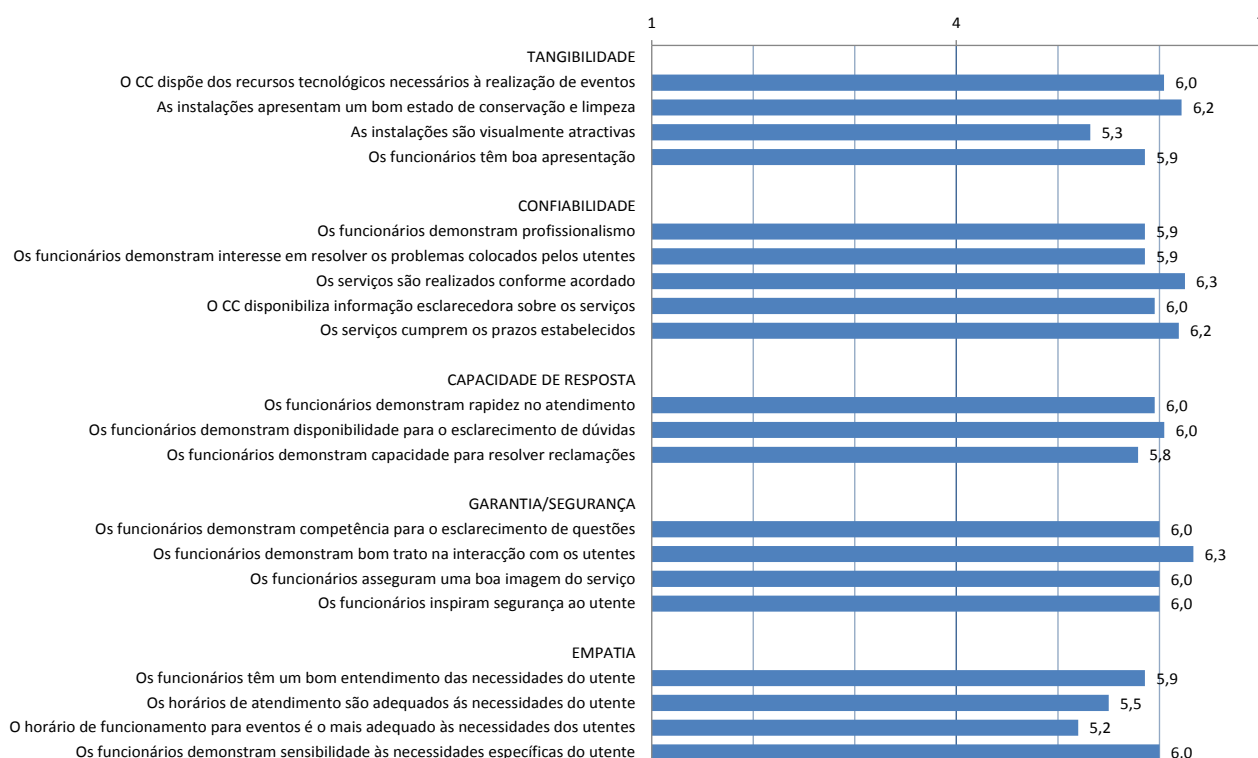 1 4
TANGIBILIDADE
O CC dispõe dos recursos tecnológicos necessários à realização de eventos 6,0
As instalações apresentam um bom estado de conservação e limpeza 6,2
As instalações são visualmente atractivas 5,3
Os funcionários têm boa apresentação 5,9
CONFIABILIDADE
Os funcionários demonstram profissionalismo 5,9
Os funcionários demonstram interesse em resolver os problemas colocados pelos utentes 5,9
Os serviços são realizados conforme acordado 6,3
O CC disponibiliza informação esclarecedora sobre os serviços 6,0
Os serviços cumprem os prazos estabelecidos 6,2
CAPACIDADE DE RESPOSTA
Os funcionários demonstram rapidez no atendimento 6,0
Os funcionários demonstram disponibilidade para o esclarecimento de dúvidas 6,0
Os funcionários demonstram capacidade para resolver reclamações 5,8
GARANTIA/SEGURANÇA
Os funcionários demonstram competência para o esclarecimento de questões 6,0
Os funcionários demonstram bom trato na interacção com os utentes 6,3
Os funcionários asseguram uma boa imagem do serviço 6,0
Os funcionários inspiram segurança ao utente 6,0
EMPATIA
Os funcionários têm um bom entendimento das necessidades do utente 5,9
Os horários de atendimento são adequados ás necessidades do utente 5,5
O horário de funcionamento para eventos é o mais adequado às necessidades dos utentes 5,2
Os funcionários demonstram sensibilidade às necessidades específicas do utente 6,0